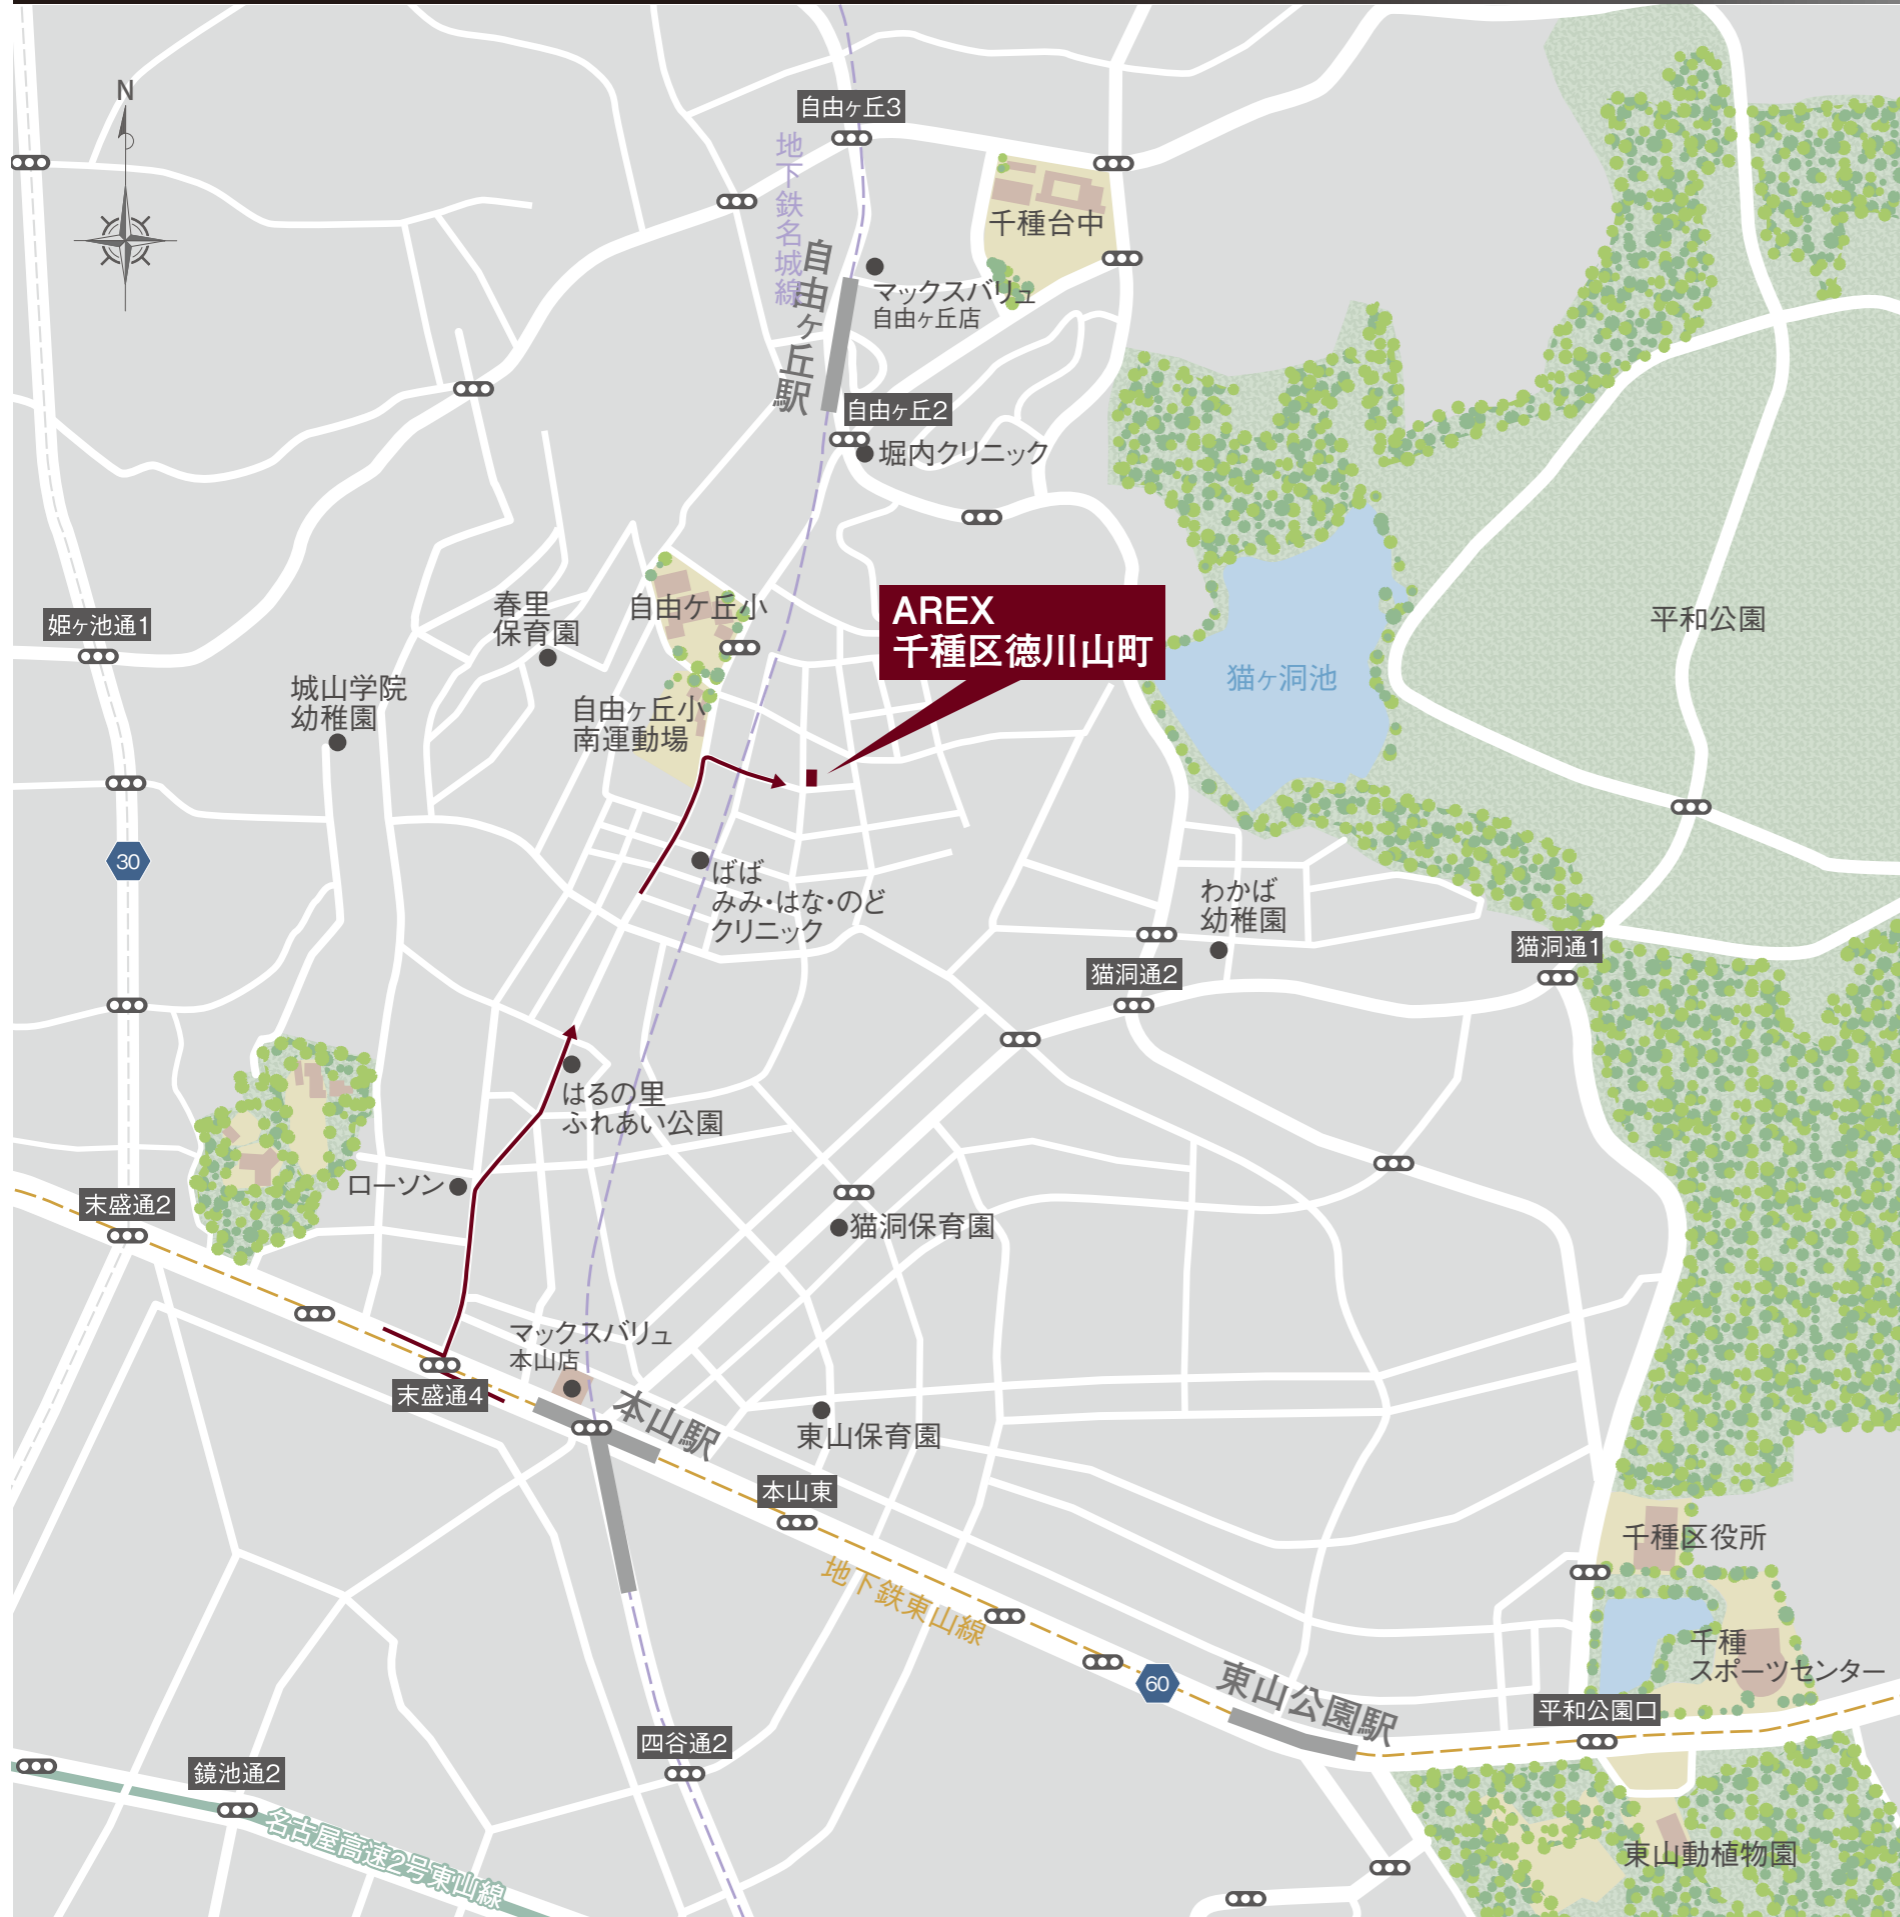 N
自由ヶ丘3
地下鉄名城線
自由ヶ丘駅
千種台中
マックスバリュ
自由ヶ丘店
自由ヶ丘2
堀内クリニック
AREX
千種区徳川山町
春里
保育園
自由ケ丘小
姫ヶ池通1
平和公園
猫ヶ洞池
城山学院
幼稚園
自由ヶ丘小
南運動場
30
ばば
みみ・はな・のど
クリニック
わかば
幼稚園
猫洞通1
猫洞通2
はるの里
ふれあい公園
ローソン
末盛通2
猫洞保育園
マックスバリュ
本山店
末盛通4
本山駅
東山保育園
本山東
千種区役所
地下鉄東山線
千種
スポーツセンター
60
東山公園駅
平和公園口
四谷通2
鏡池通2
名古屋高速2号東山線
東山動植物園